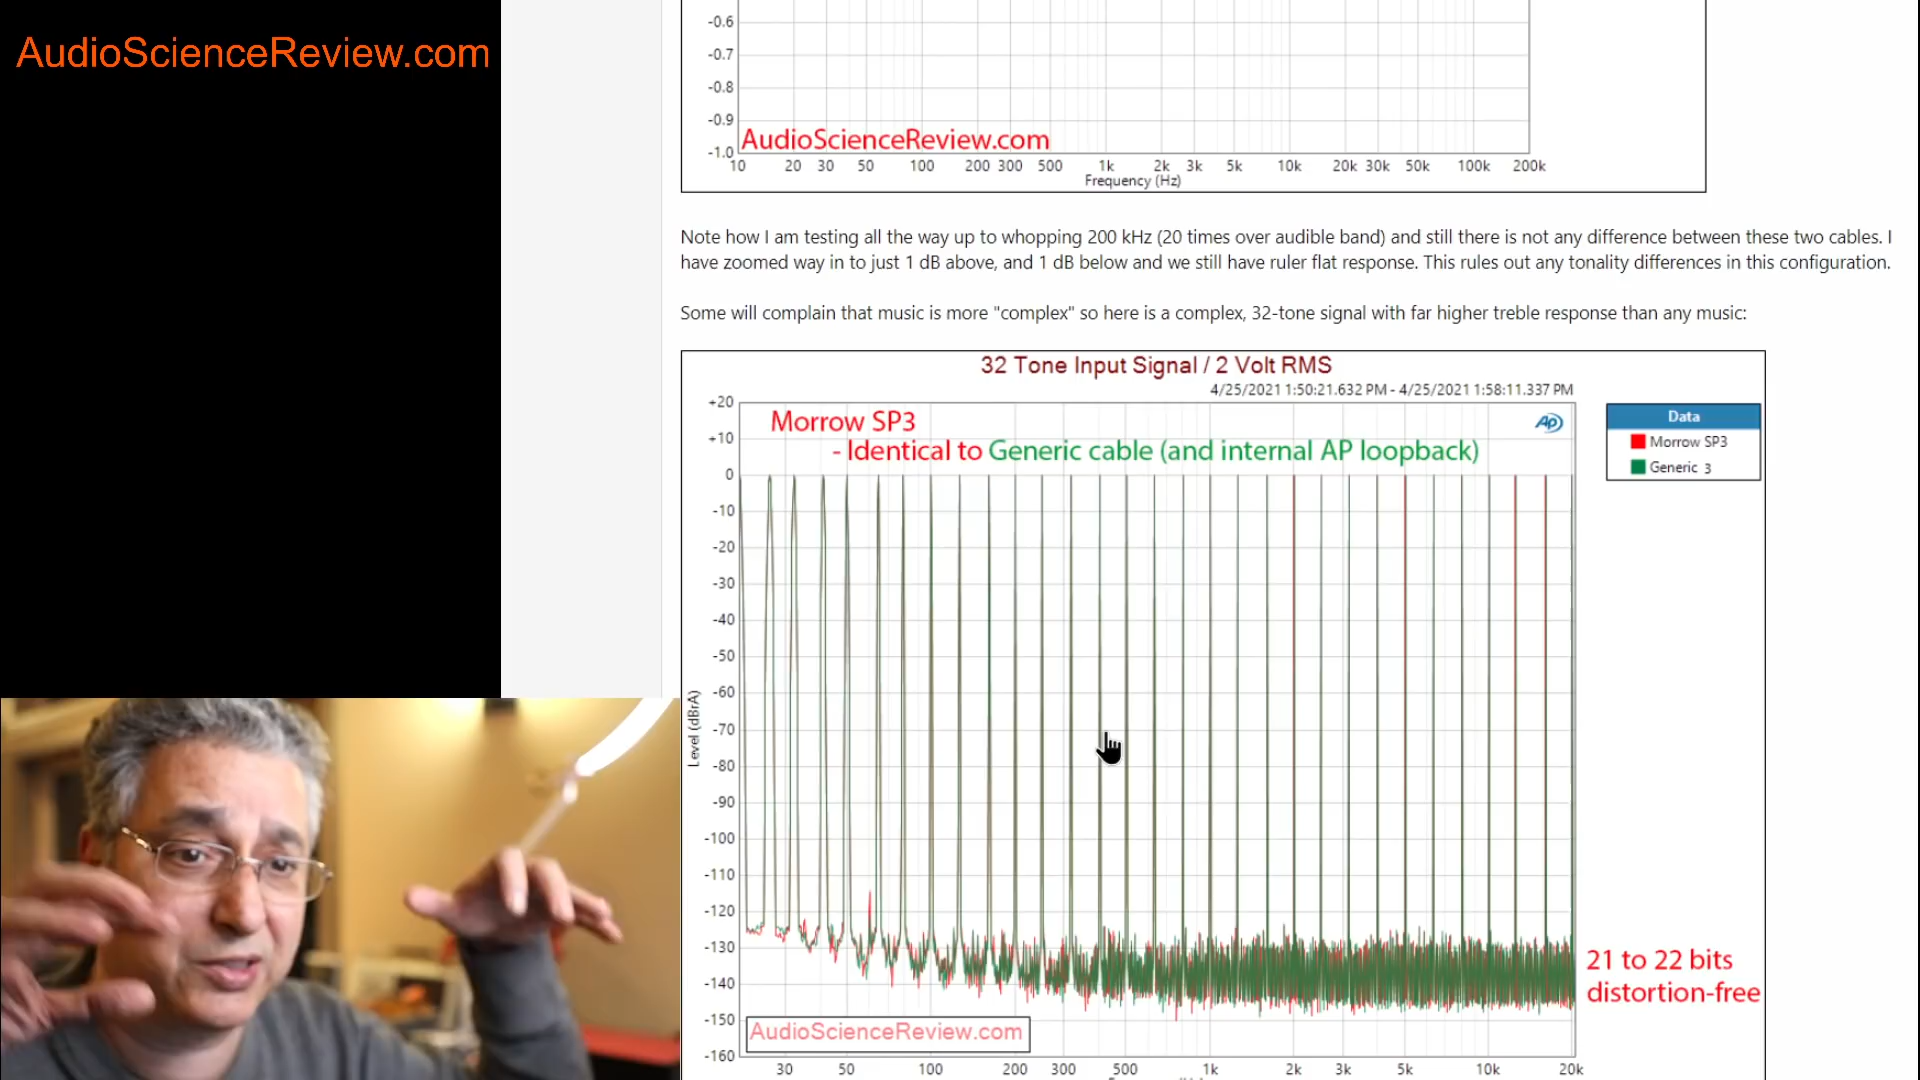 AudioScienceReview.com
-0.6
-0.7
-0.8
-0.9
-1.0
AudioScienceReview.com
10 20 30 50 100 200 300 500 1k 2k 3k 5k 10k 20k 30k 50k 100k 200k
Frequency (Hz)
Note how I am testing all the way up to whopping 200 kHz (20 times over audible band) and still there is not any difference between these two cables. I
have zoomed way in to just 1 dB above, and 1 dB below and we still have ruler flat response. This rules out any tonality differences in this configuration.
Some will complain that music is more "complex" so here is a complex, 32-tone signal with far higher treble response than any music:
32 Tone Input Signal / 2 Volt RMS
4/25/2021 1:50:21.632 PM - 4/25/2021 1:58:11.337 PM
Morrow SP3
- Identical to Generic cable (and internal AP loopback)
AP
Data
Morrow SP3
Generic 3
+20
+10
0
-10
-20
-30
-40
-50
-60
-70
-80
-90
-100
-110
-120
-130
-140
-150
-160
Level (dBrA)
21 to 22 bits
distortion-free
AudioScienceReview.com
30 50 100 200 300 500 1k 2k 3k 5k 10k 20k